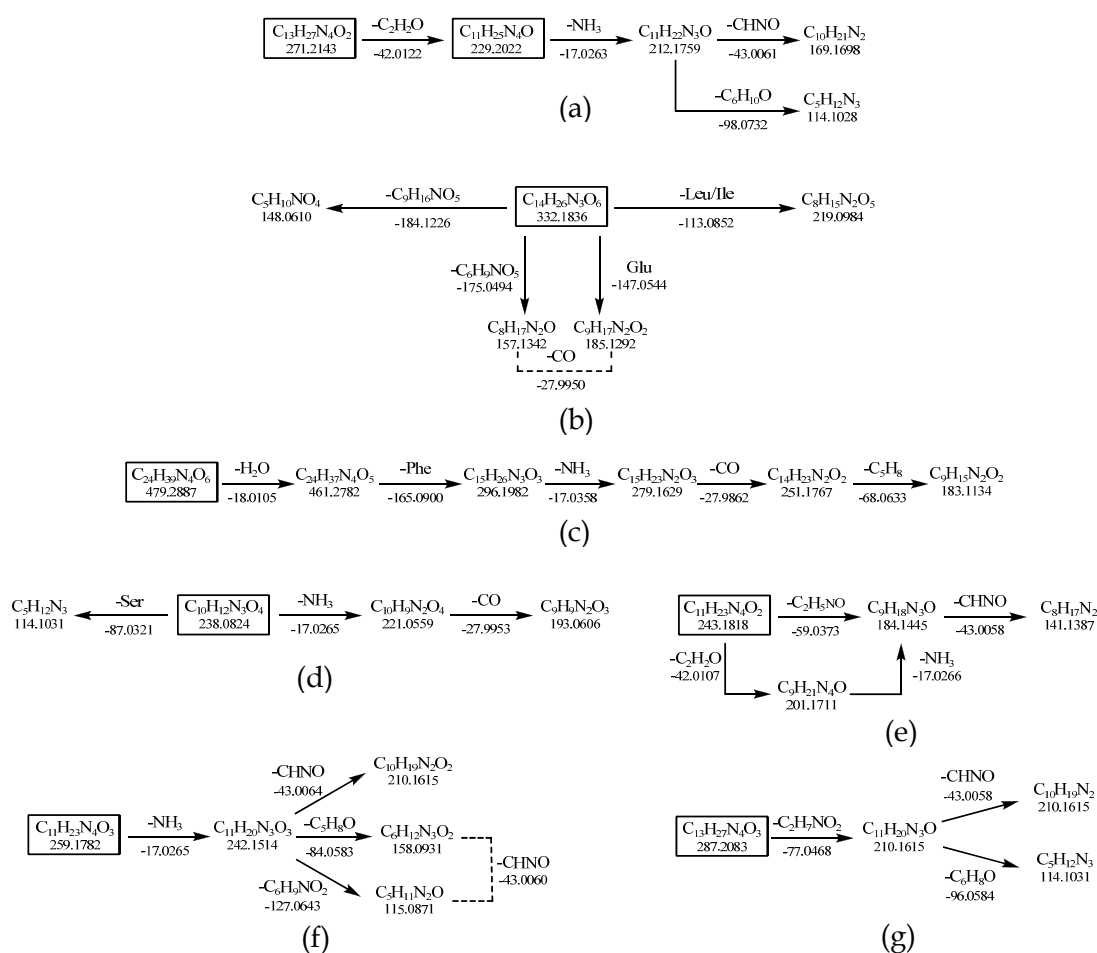 C₁₃H₂₇N₄O₂ -C₂H₂O C₁₁H₂₅N₄O -NH₃ C₁₁H₂₂N₃O -CHNO C₁₀H₂₁N₂
271.2143 -42.0122 229.2022 -17.0263 212.1759 -43.0061 169.1698
-C₆H₁₀O C₅H₁₂N₃
-98.0732 114.1028
(a)
C₅H₁₀NO₄ -C₉H₁₆NO₅ C₁₄H₂₆N₃O₆ -Leu/Ile C₈H₁₅N₂O₅
148.0610 -184.1226 332.1836 -113.0852 219.0984
-C₆H₉NO₅ Glu
-175.0494 -147.0544
C₈H₁₇N₂O C₉H₁₇N₂O₂
157.1342 185.1292
-CO
-27.9950
(b)
C₂₄H₃₉N₄O₆ -H₂O C₂₄H₃₇N₄O₅ -Phe C₁₅H₂₆N₃O₃ -NH₃ C₁₅H₂₃N₂O₃ -CO C₁₄H₂₃N₂O₂ -C₅H₈ C₉H₁₅N₂O₂
479.2887 -18.0105 461.2782 -165.0900 296.1982 -17.0358 279.1629 -27.9862 251.1767 -68.0633 183.1134
(c)
C₅H₁₂N₃ -Ser C₁₀H₁₂N₃O₄ -NH₃ C₁₀H₉N₂O₄ -CO C₉H₉N₂O₃
114.1031 -87.0321 238.0824 -17.0265 221.0559 -27.9953 193.0606
(d)
C₁₁H₂₃N₄O₂ -C₂H₅NO C₉H₁₈N₃O -CHNO C₈H₁₇N₂
243.1818 -59.0373 184.1445 -43.0058 141.1387
-C₂H₂O -NH₃
-42.0107 -17.0266
C₉H₂₁N₄O
201.1711
(e)
-CHNO C₁₀H₁₉N₂O₂
-43.0064 210.1615
C₁₁H₂₃N₄O₃ -NH₃ C₁₁H₂₀N₃O₃ -C₅H₈O C₆H₁₂N₃O₂
259.1782 -17.0265 242.1514 -84.0583 158.0931
-CHNO
-43.0060
-C₆H₉NO₂ C₅H₁₁N₂O
-127.0643 115.0871
(f)
-CHNO C₁₀H₁₉N₂
-43.0058 210.1615
C₁₃H₂₇N₄O₃ -C₂H₇NO₂ C₁₁H₂₀N₃O
287.2083 -77.0468 210.1615
C₅H₁₂N₃
114.1031
-C₆H₈O
-96.0584
(g)